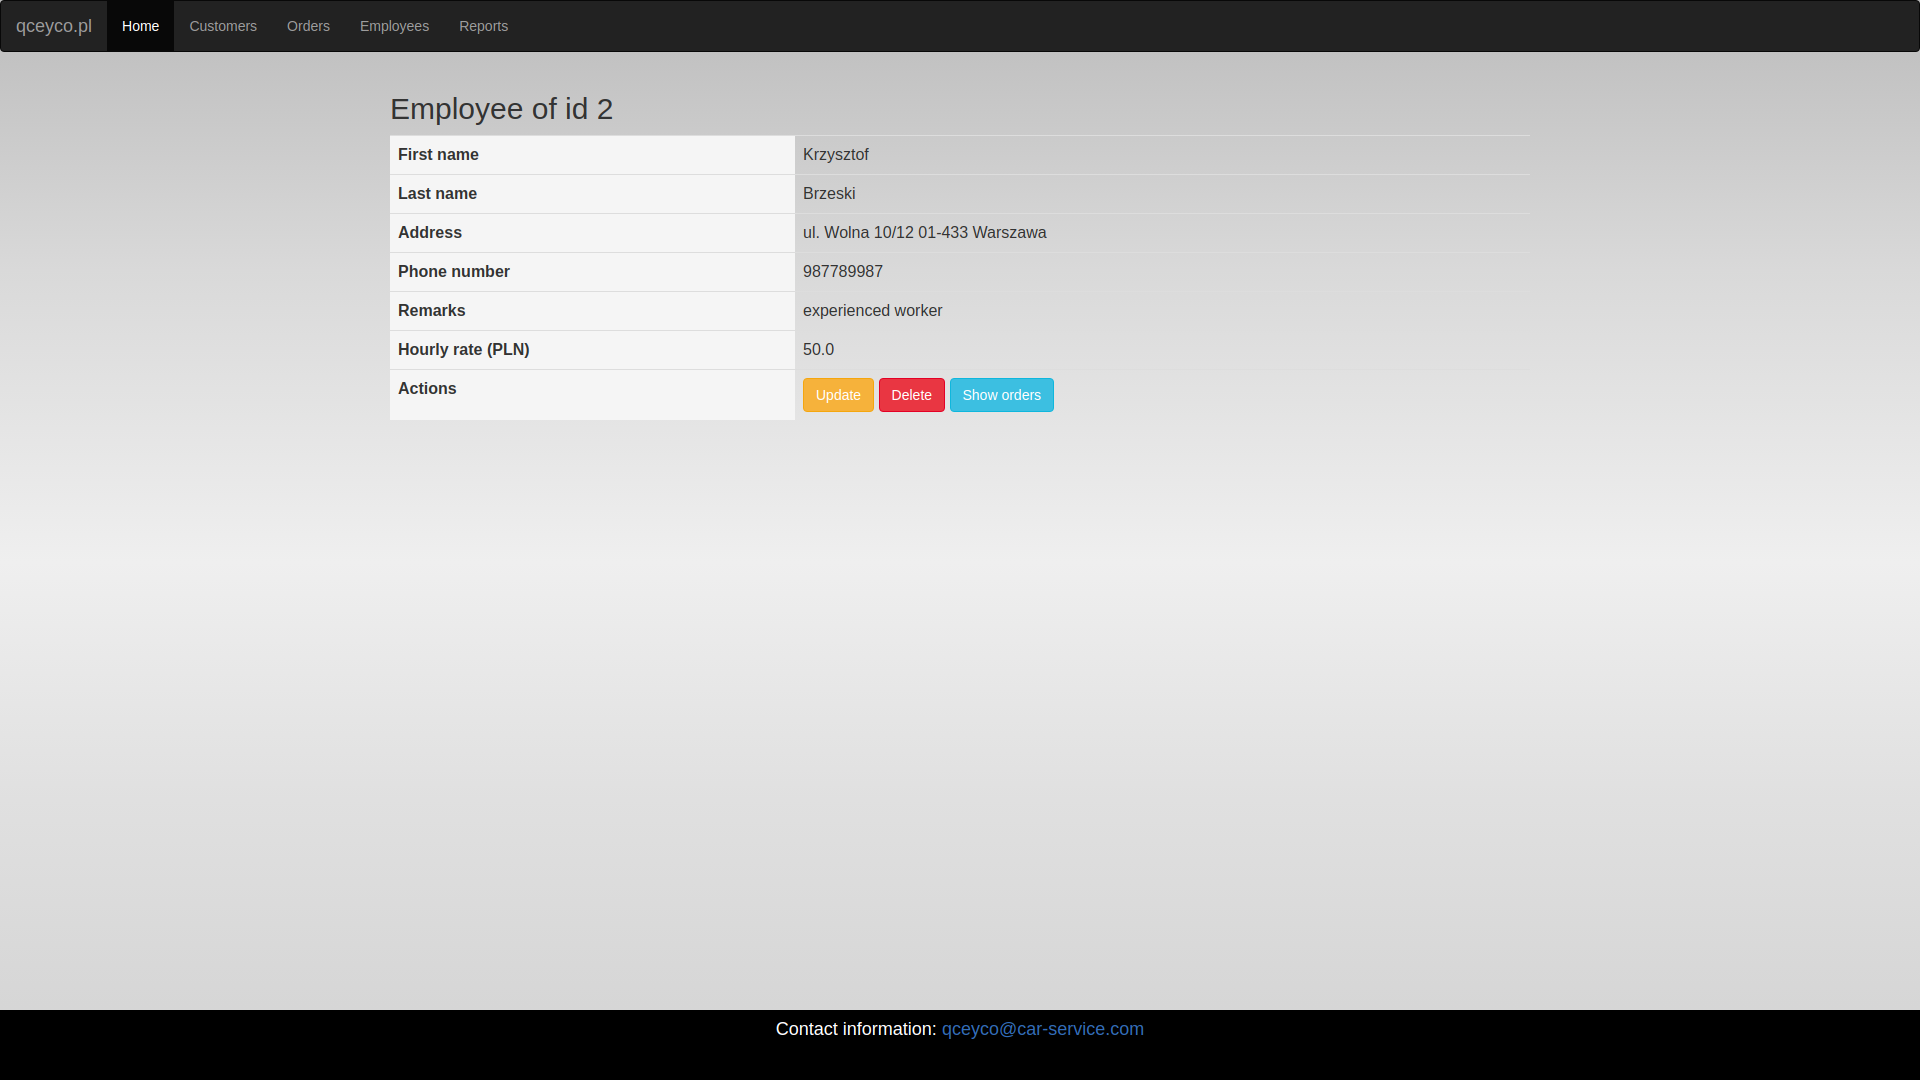 qceyco.pl Home Customers Orders Employees Reports
Employee of id 2
First name Krzysztof
Last name Brzeski
Address ul. Wolna 10/12 01-433 Warszawa
Phone number 987789987
Remarks experienced worker
Hourly rate (PLN) 50.0
Actions Update Delete Show orders
Contact information: qceyco@car-service.com